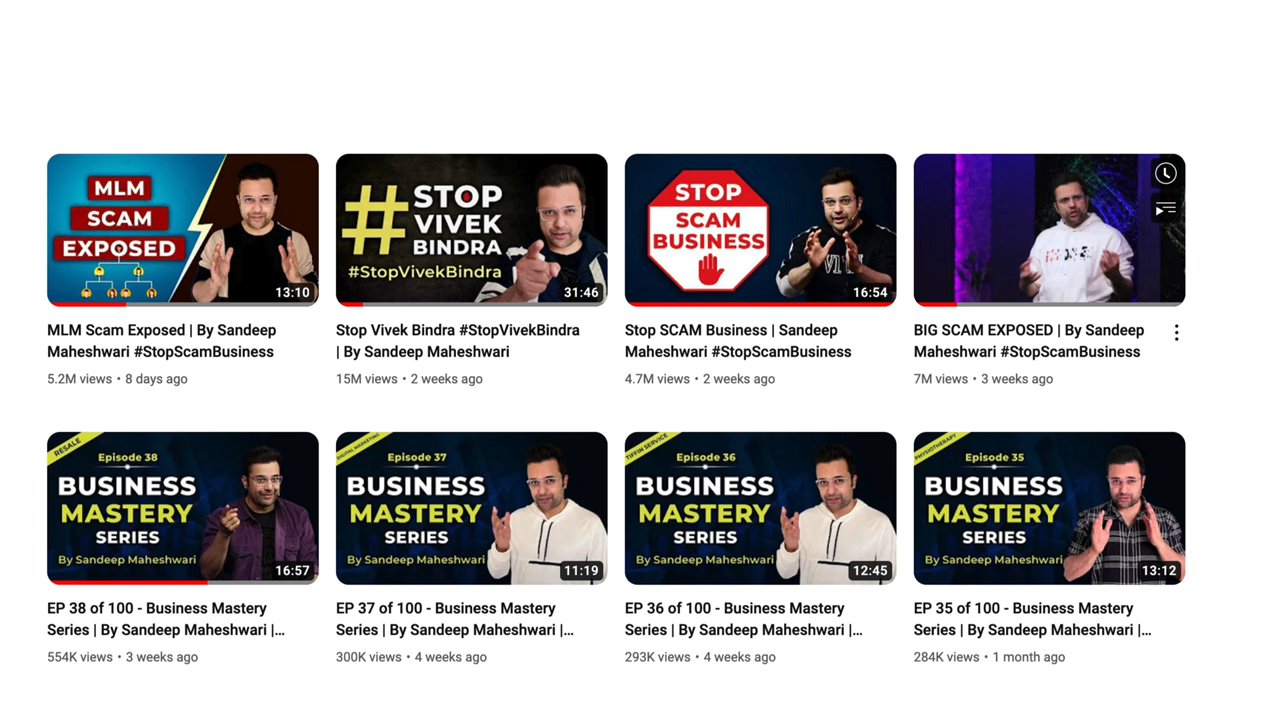 MLM
SCAM
EXPOSED
13:10
#STOP
VIVEK
BINDRA
#StopVivekBindra
31:46
STOP
SCAM
BUSINESS
16:54
MLM Scam Exposed | By Sandeep
Maheshwari #StopScamBusiness
5.2M views • 8 days ago
Stop Vivek Bindra #StopVivekBindra
| By Sandeep Maheshwari
15M views • 2 weeks ago
Stop SCAM Business | Sandeep
Maheshwari #StopScamBusiness
4.7M views • 2 weeks ago
BIG SCAM EXPOSED | By Sandeep
Maheshwari #StopScamBusiness
7M views • 3 weeks ago
RESALE
Episode 38
BUSINESS
MASTERY
SERIES
By Sandeep Maheshwari
16:57
DIGITAL MARKETING
Episode 37
BUSINESS
MASTERY
SERIES
By Sandeep Maheshwari
11:19
TIFFIN SERVICE
Episode 36
BUSINESS
MASTERY
SERIES
By Sandeep Maheshwari
12:45
PHYSIOTHERAPY
Episode 35
BUSINESS
MASTERY
SERIES
By Sandeep Maheshwari
13:12
EP 38 of 100 - Business Mastery
Series | By Sandeep Maheshwari |...
554K views • 3 weeks ago
EP 37 of 100 - Business Mastery
Series | By Sandeep Maheshwari |...
300K views • 4 weeks ago
EP 36 of 100 - Business Mastery
Series | By Sandeep Maheshwari |...
293K views • 4 weeks ago
EP 35 of 100 - Business Mastery
Series | By Sandeep Maheshwari |...
284K views • 1 month ago